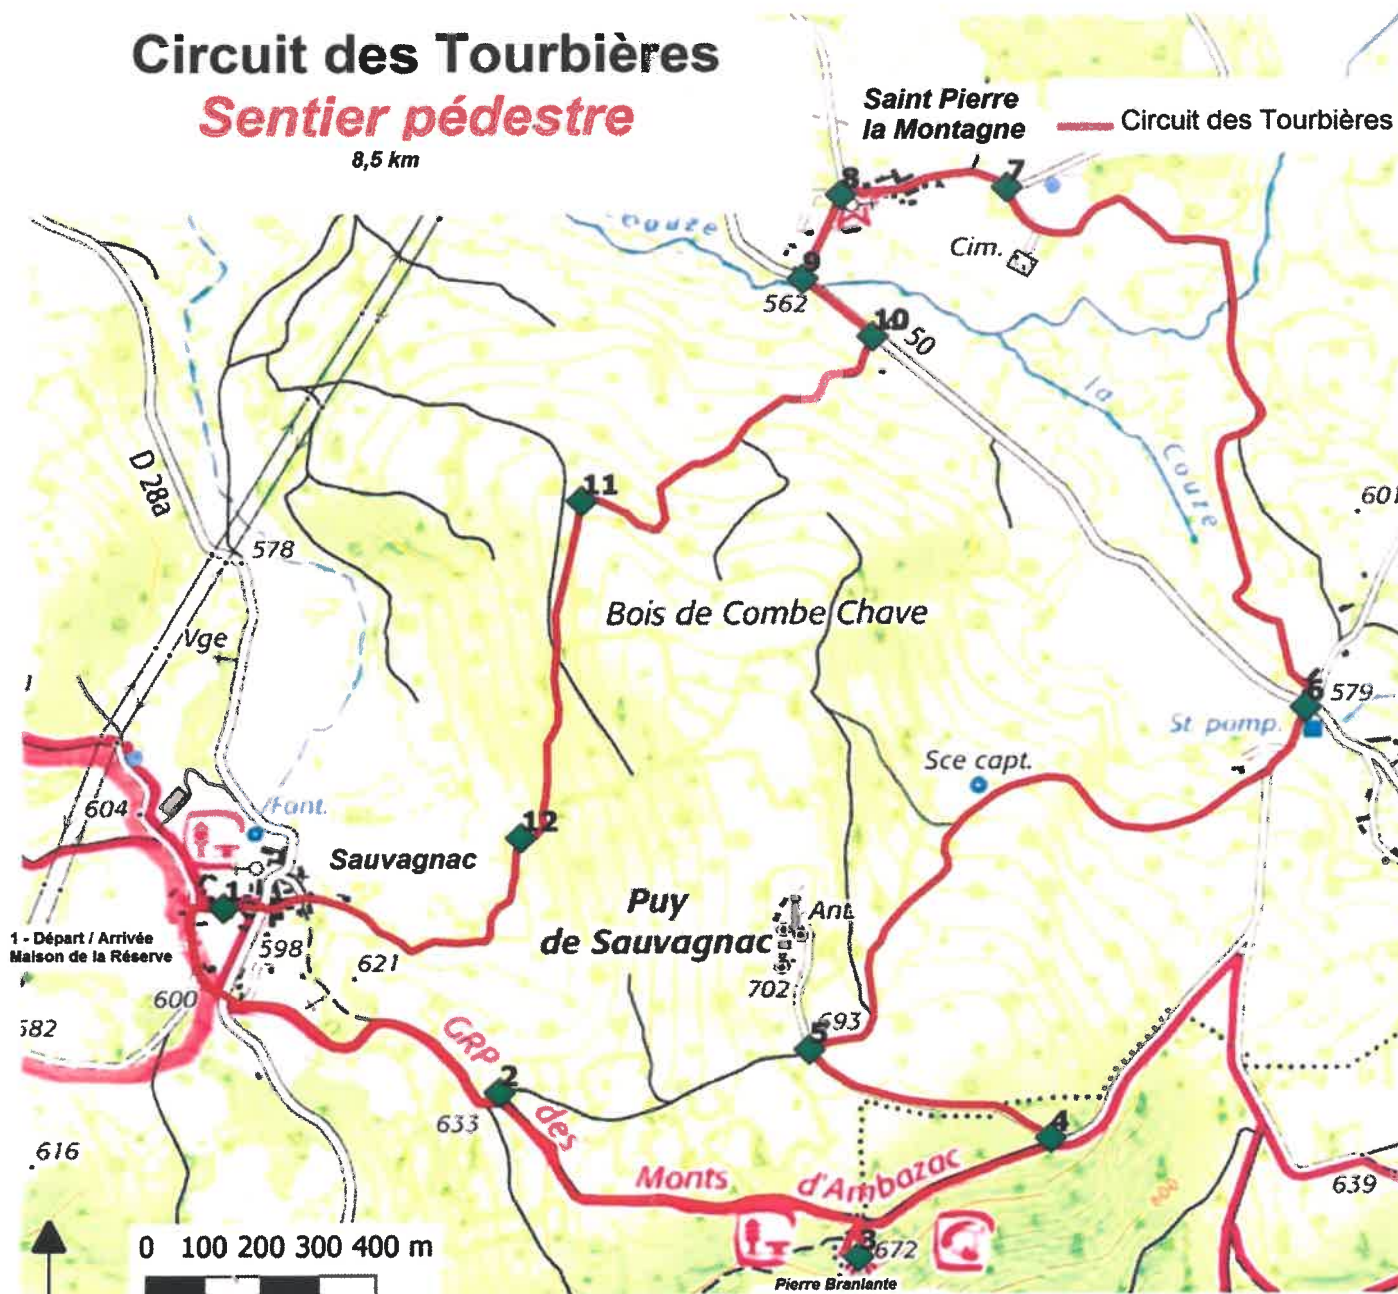 Circuit des Tourbières
Sentier pédestre
8,5 km
Saint Pierre
la Montagne
Circuit des Tourbières
7
8
Couze
Cim.
9
562
10
50
la
Couze
D 28a
11
601
578
Bois de Combe Chave
Vge
6
579
St pomp.
Sce capt.
604
Font.
12
Sauvagnac
1
Puy
de Sauvagnac
Ant.
1 - Départ / Arrivée
Maison de la Réserve
598
621
702
600
682
693
5
GRP
des
2
633
4
616
Monts
d'Ambazac
639
600
3
672
0 100 200 300 400 m
Pierre Branlante